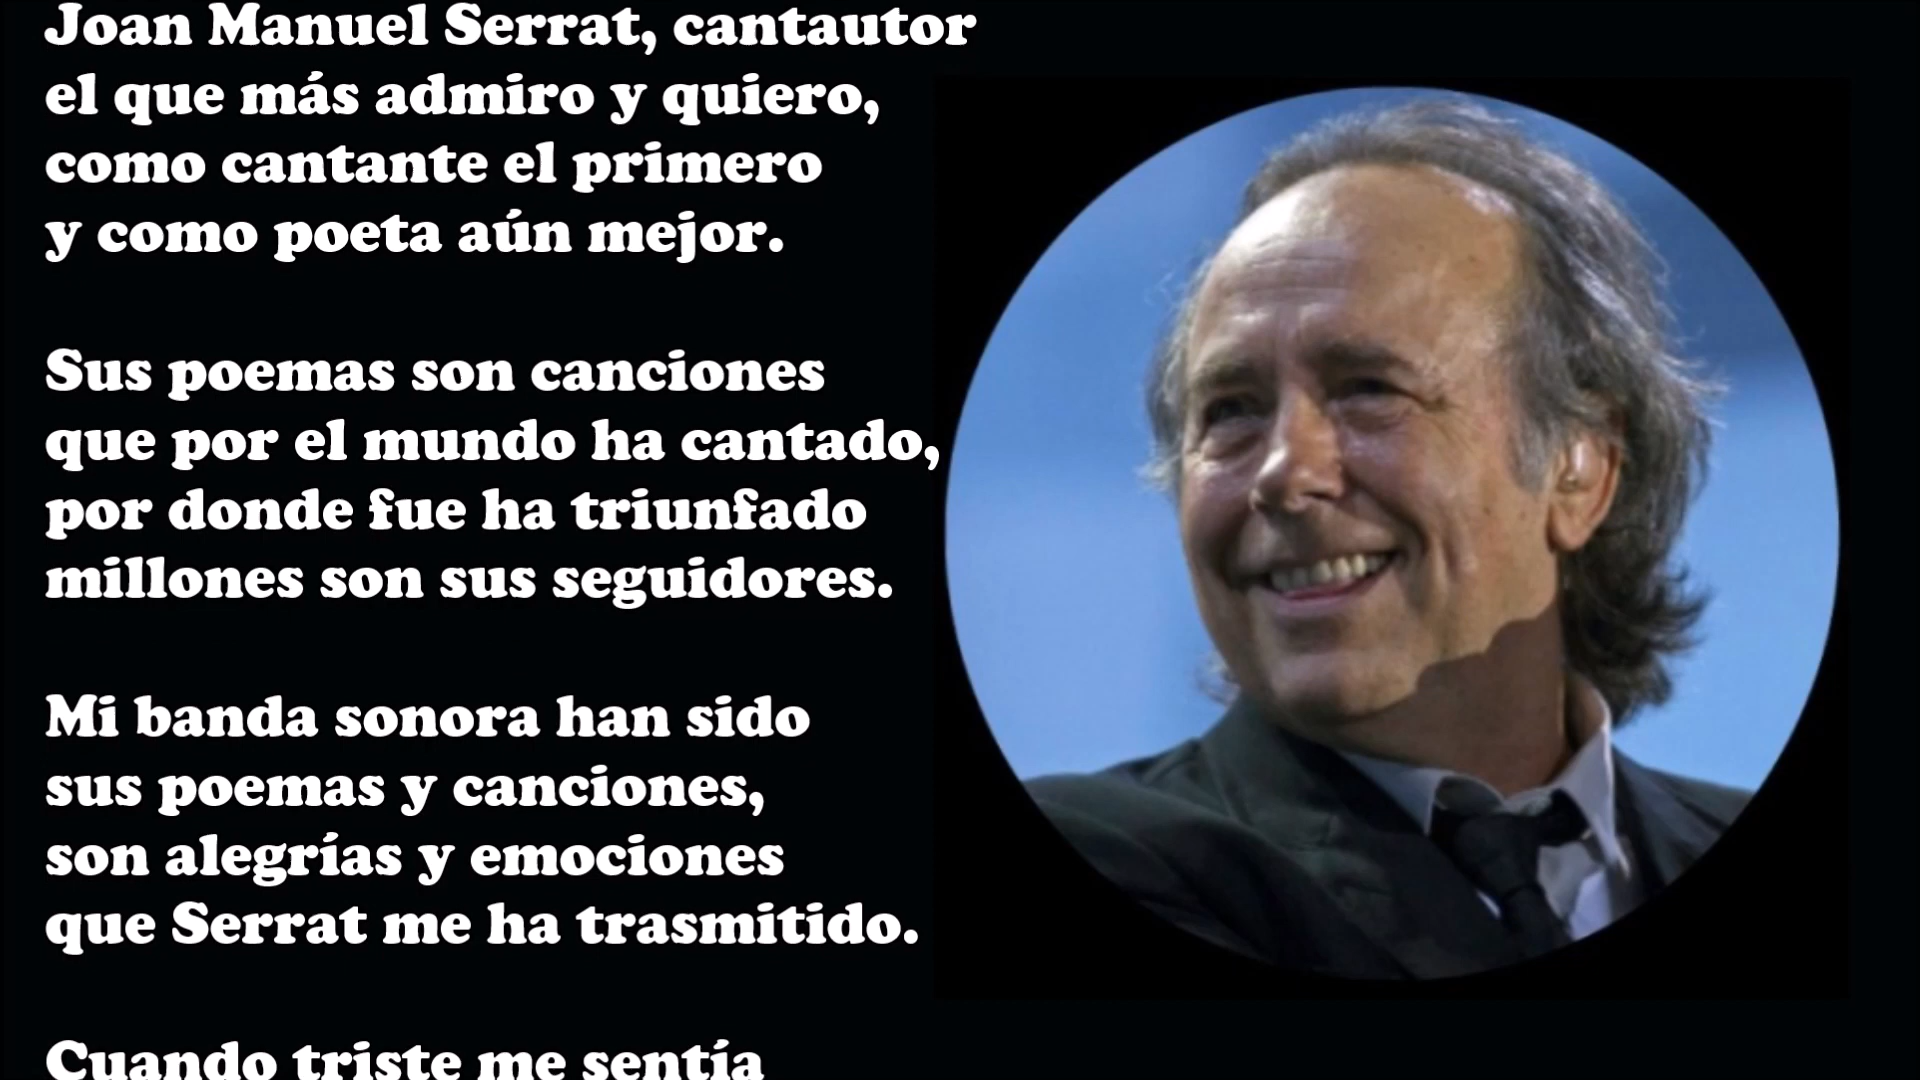 Joan Manuel Serrat, cantautor
el que más admiro y quiero,
como cantante el primero
y como poeta aún mejor.
Sus poemas son canciones
que por el mundo ha cantado,
por donde fue ha triunfado
millones son sus seguidores.
Mi banda sonora han sido
sus poemas y canciones,
son alegrías y emociones
que Serrat me ha trasmitido.
Cuando triste me sentía